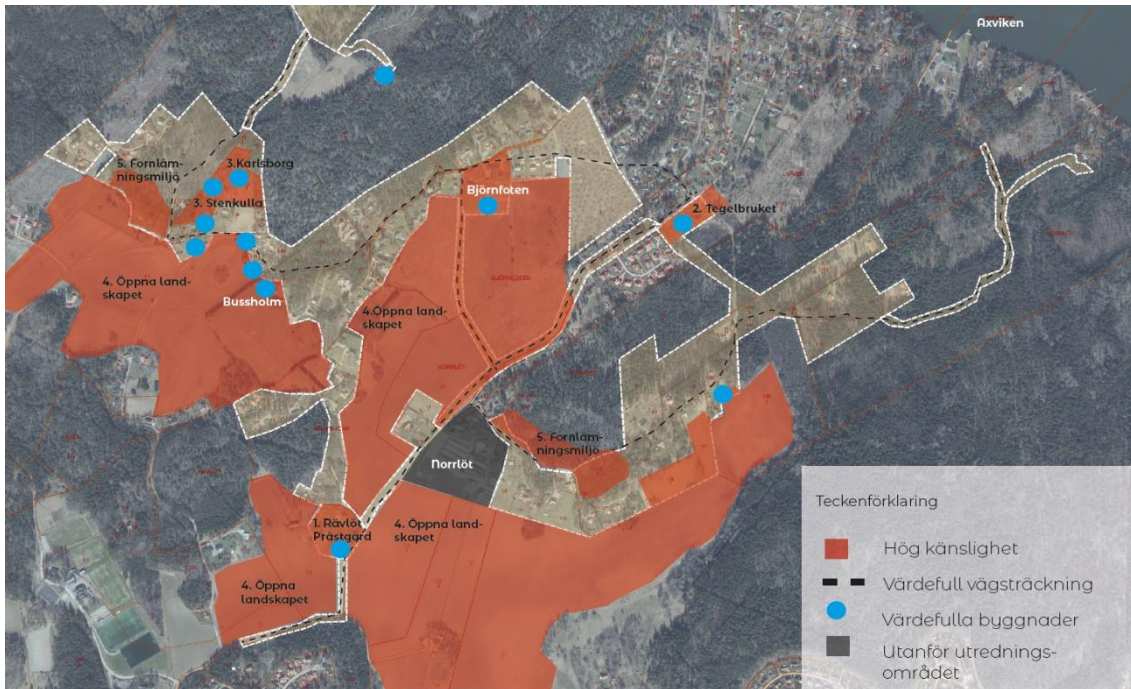 Axviken
5. Fornläm-
ningsmiljö
3.Karlsborg
3. Stenkulla
Björnfoten
2. Tegelbruket
4. Öppna land-
skapet
Bussholm
4.Öppna land-
skapet
NORRLÖT
5. Fornläm-
ningsmiljö
Norrlöt
1. Rävlöt
Prästgård
4. Öppna land-
skapet
4. Öppna
landskapet
Teckenförklaring
Hög känslighet
Värdefull vägsträckning
Värdefulla byggnader
Utanför utrednings-
området